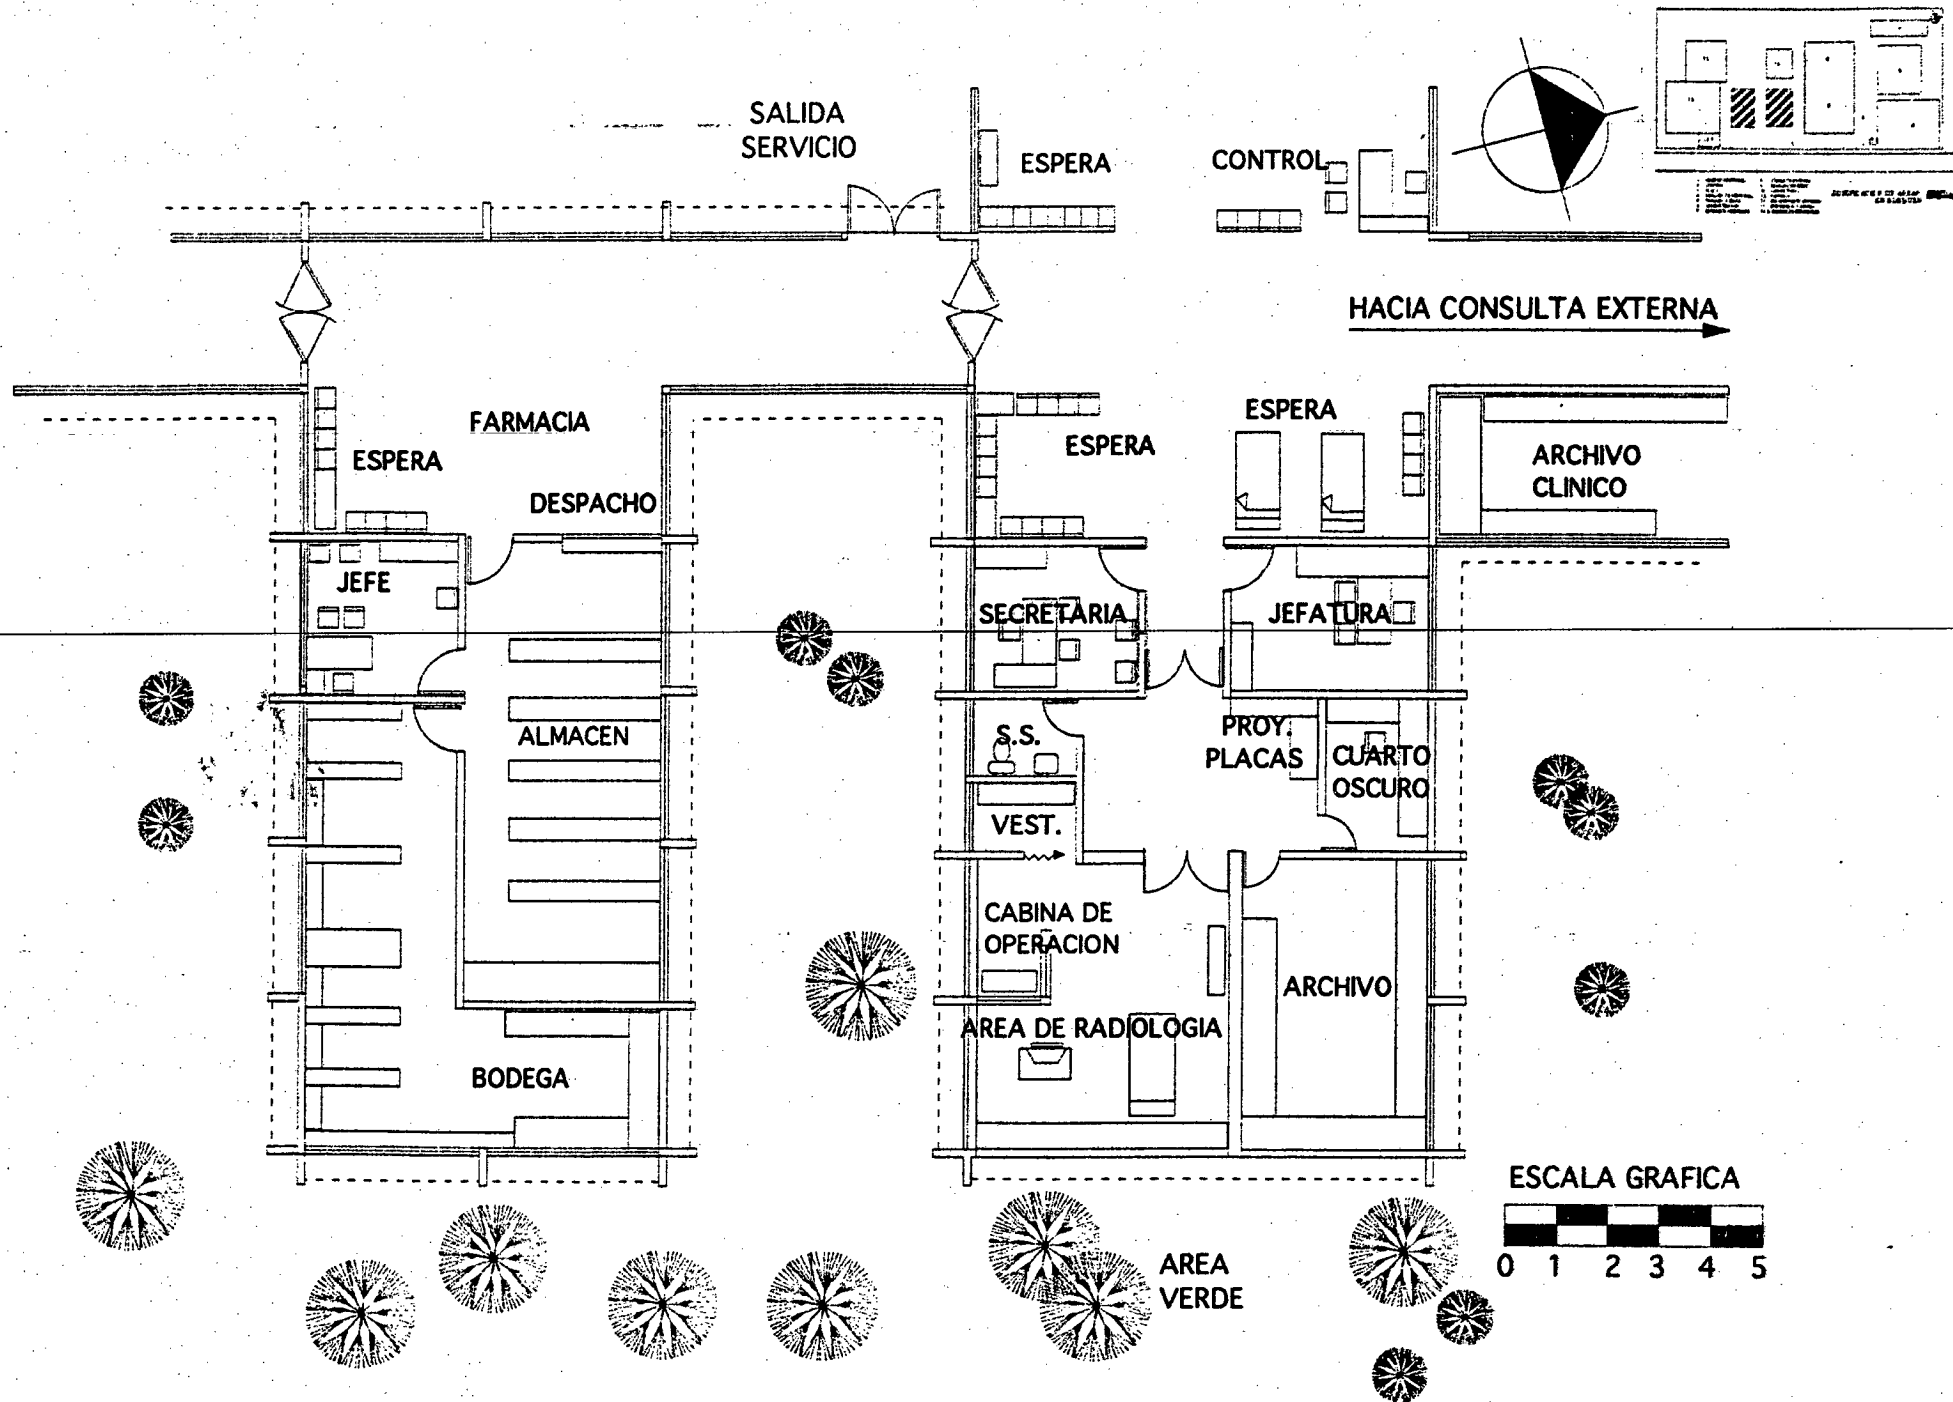 SALIDA
SERVICIO
ESPERA
CONTROL
HACIA CONSULTA EXTERNA
FARMACIA
ESPERA
DESPACHO
ESPERA
ESPERA
ARCHIVO
CLINICO
JEFE
SECRETARIA
JEFATURA
ALMACEN
S.S.
PROY.
PLACAS
CUARTO
OSCURO
VEST.
CABINA DE
OPERACION
ARCHIVO
AREA DE RADIOLOGIA
BODEGA
ESCALA GRAFICA
0 1 2 3 4 5
AREA
VERDE